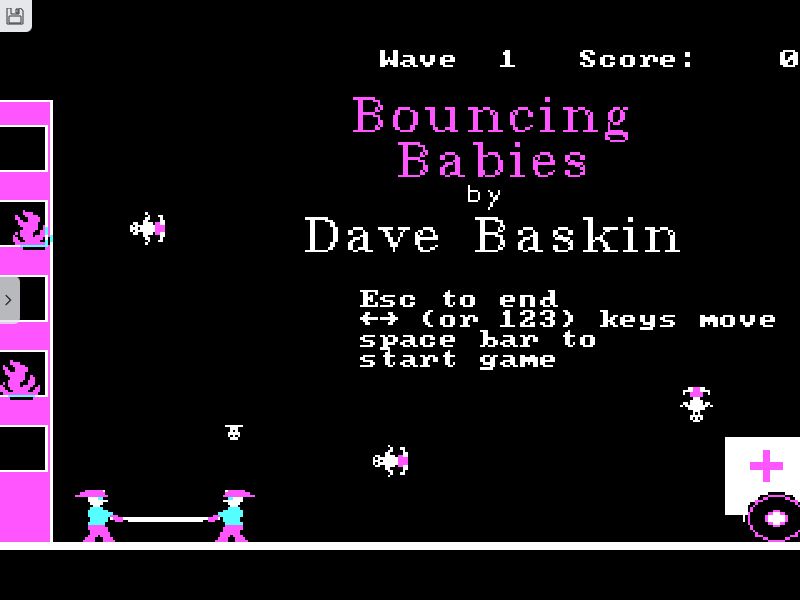 Wave 1 Score: 0
Bouncing
Babies
by
Dave Baskin
Esc to end
←→ (or 123) keys move
space bar to
start game